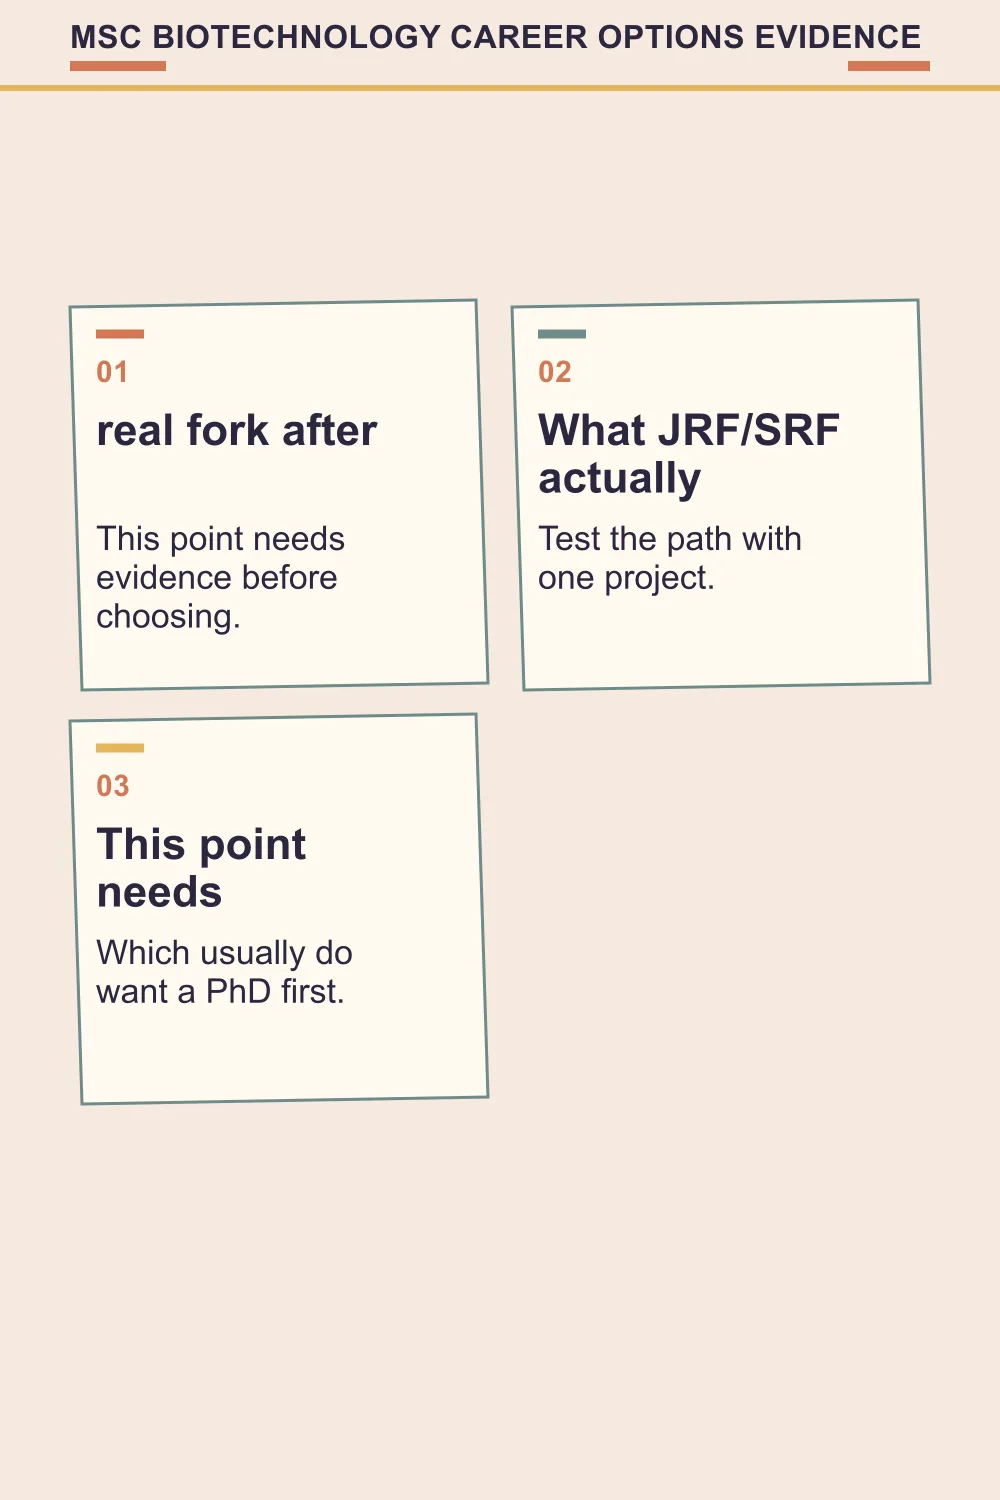 MSC BIOTECHNOLOGY CAREER OPTIONS EVIDENCE
01
real fork after
This point needs
evidence before
choosing.
02
What JRF/SRF
actually
Test the path with
one project.
03
This point
needs
Which usually do
want a PhD first.